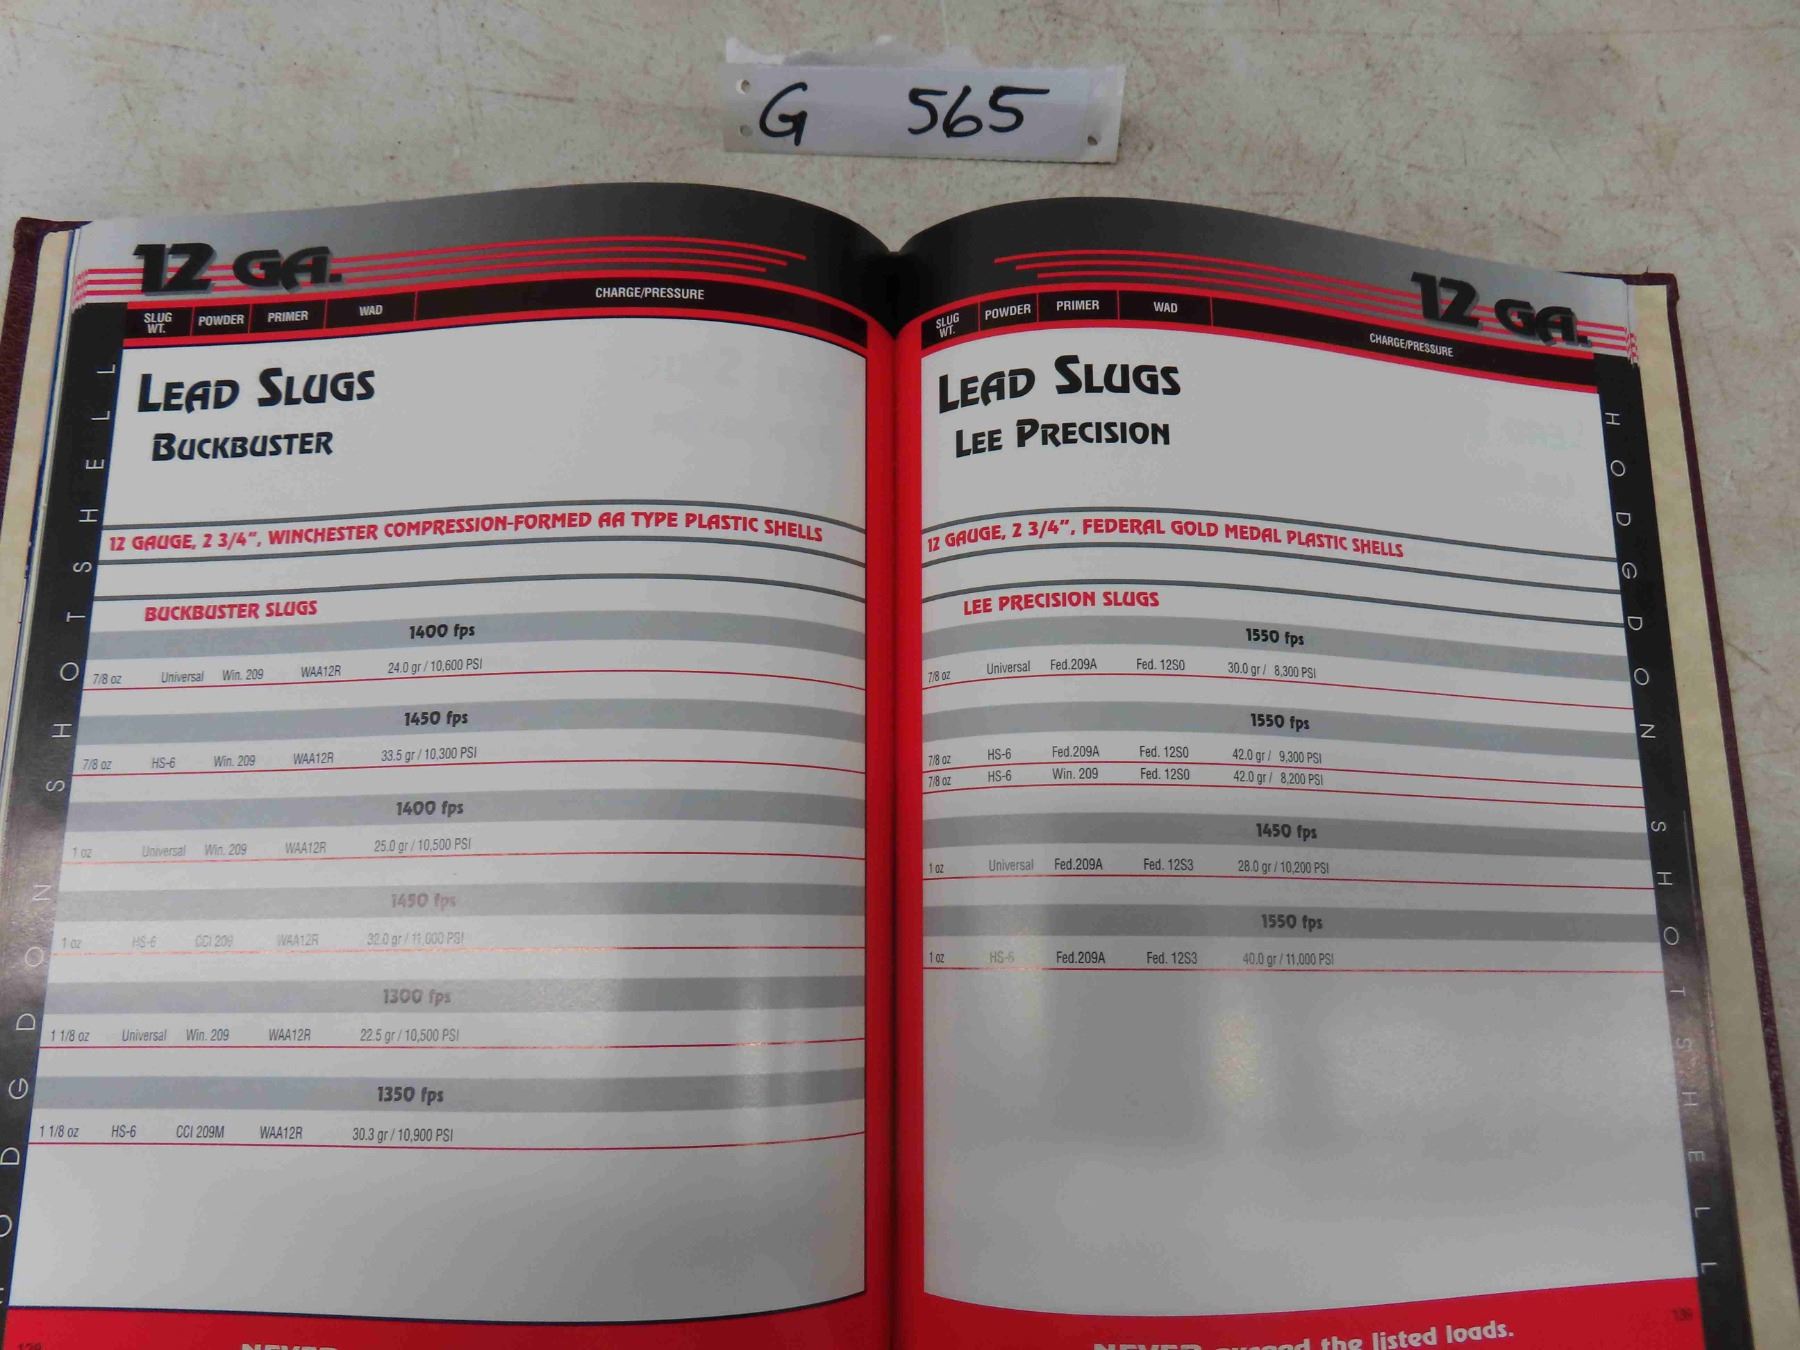 G 565
12 GA.
SLUG WT. POWDER PRIMER WAD CHARGE/PRESSURE
LEAD SLUGS
BUCKBUSTER
12 GAUGE, 2 3/4", WINCHESTER COMPRESSION-FORMED AA TYPE PLASTIC SHELLS
BUCKBUSTER SLUGS
1400 fps
7/8 oz Universal Win. 209 WAA12R 24.0 gr / 10,600 PSI
1450 fps
7/8 oz HS-6 Win. 209 WAA12R 33.5 gr / 10,300 PSI
1400 fps
1 oz Universal Win. 209 WAA12R 25.0 gr / 10,500 PSI
1450 fps
1 oz HS-6 CCI 209 WAA12R 32.0 gr / 11,000 PSI
1300 fps
1 1/8 oz Universal Win. 209 WAA12R 22.5 gr / 10,500 PSI
1350 fps
1 1/8 oz HS-6 CCI 209M WAA12R 30.3 gr / 10,900 PSI
NEVER
HODGDON SHOTSHELL
12 GA.
SLUG WT. POWDER PRIMER WAD CHARGE/PRESSURE
LEAD SLUGS
LEE PRECISION
12 GAUGE, 2 3/4", FEDERAL GOLD MEDAL PLASTIC SHELLS
LEE PRECISION SLUGS
1550 fps
7/8 oz Universal Fed.209A Fed. 12S0 30.0 gr / 8,300 PSI
1550 fps
7/8 oz HS-6 Fed.209A Fed. 12S0 42.0 gr / 9,300 PSI
7/8 oz HS-6 Win. 209 Fed. 12S0 42.0 gr / 8,200 PSI
1450 fps
1 oz Universal Fed.209A Fed. 12S3 28.0 gr / 10,200 PSI
1550 fps
1 oz HS-6 Fed.209A Fed. 12S3 40.0 gr / 11,000 PSI
NEVER exceed the listed loads.
HODGDON SHOTSHELL